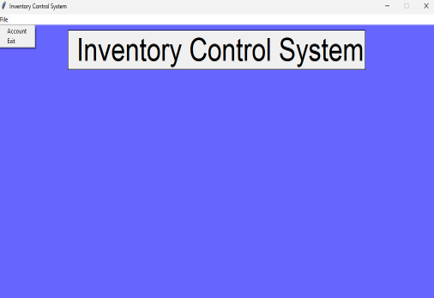 Inventory Control System
File
Account
Exit
Inventory Control System